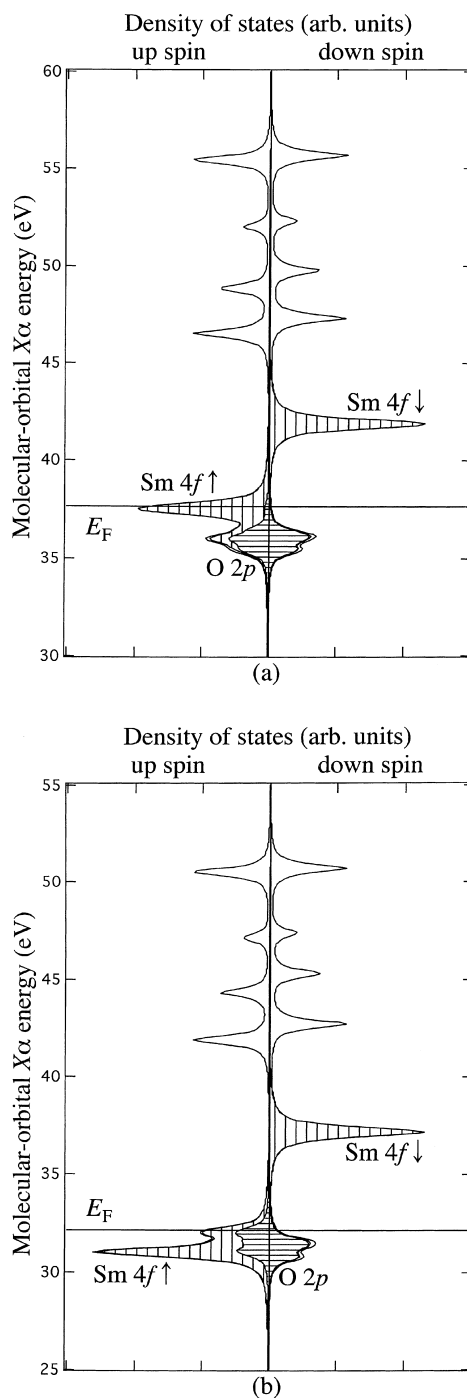 Density of states (arb. units)
up spin down spin
60
55
50
45
40
35
30
Molecular-orbital Xα energy (eV)
Sm 4f ↓
Sm 4f ↑
E_F
O 2p
(a)
Density of states (arb. units)
up spin down spin
55
50
45
40
35
30
25
Molecular-orbital Xα energy (eV)
Sm 4f ↓
E_F
Sm 4f ↑
O 2p
(b)